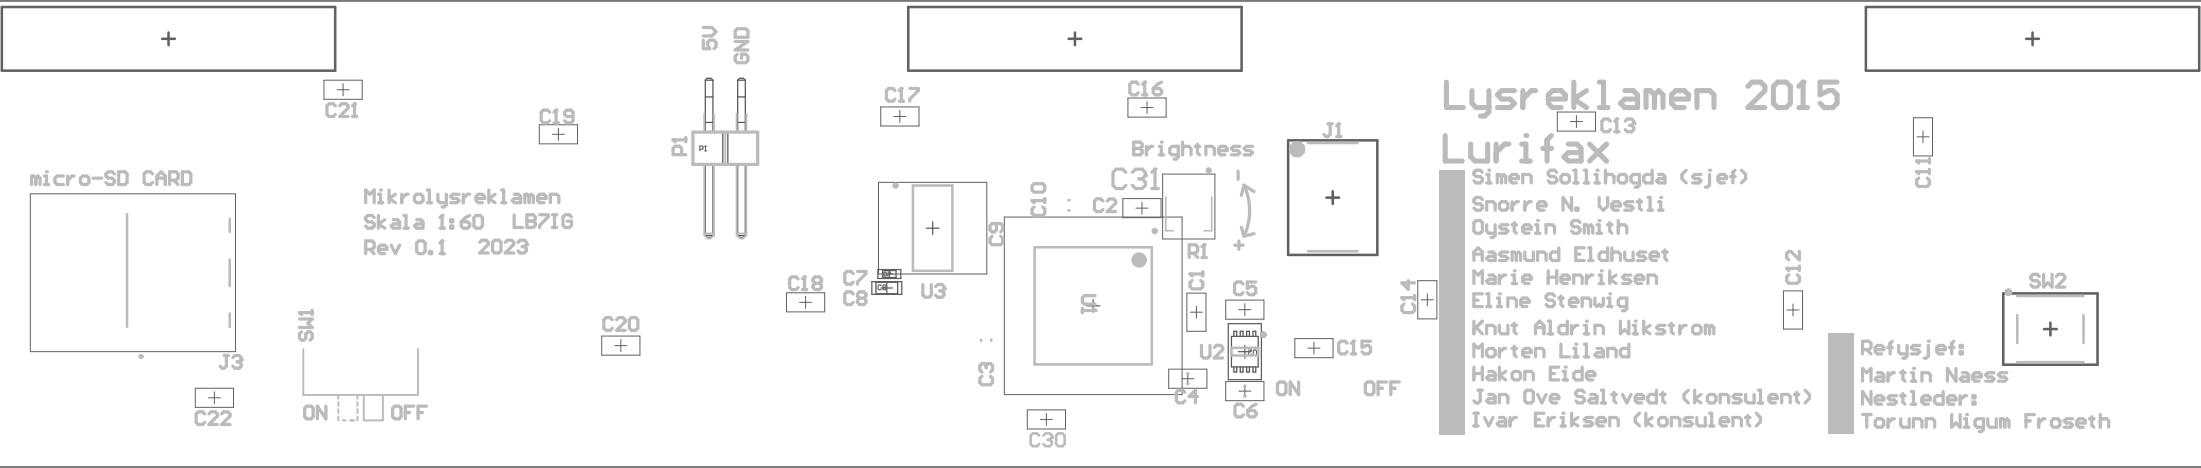 5V
GND
C21
C19
C17
C16
P1
P1
Lysreklamen 2015
C13
Lurifax
J1
Brightness
C11
micro-SD CARD
Mikrolysreklamen
Skala 1:60 LB7IG
Rev 0.1 2023
C31
C10
C2
-
+
R1
C9
C7
C8
U3
C18
U1
C1
C5
C14
C12
SW2
SW1
C20
J3
C3
U2
C15
C4
C6
C22
ON
OFF
C30
ON
OFF
Simen Sollihogda (sjef)
Snorre N. Vestli
Oystein Smith
Aasmund Eldhuset
Marie Henriksen
Eline Stenwig
Knut Aldrin Wikstrom
Morten Liland
Hakon Eide
Jan Ove Saltvedt (konsulent)
Ivar Eriksen (konsulent)
Refysjef:
Martin Naess
Nestleder:
Torunn Wigum Froseth